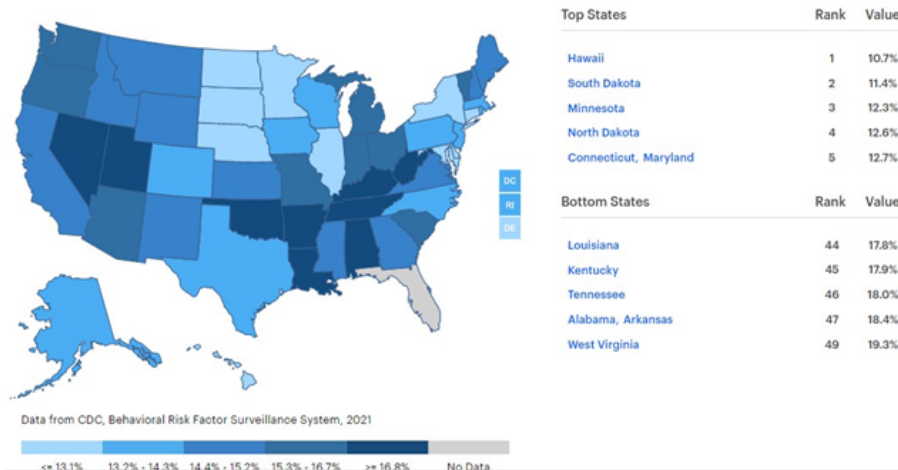 Top States Rank Value
Hawaii 1 10.7%
South Dakota 2 11.4%
Minnesota 3 12.3%
North Dakota 4 12.6%
Connecticut, Maryland 5 12.7%
DC
RI
DE
Bottom States Rank Value
Louisiana 44 17.8%
Kentucky 45 17.9%
Tennessee 46 18.0%
Alabama, Arkansas 47 18.4%
West Virginia 49 19.3%
Data from CDC, Behavioral Risk Factor Surveillance System, 2021
<= 13.1% 13.2% - 14.3% 14.4% - 15.2% 15.3% - 16.7% >= 16.8% No Data